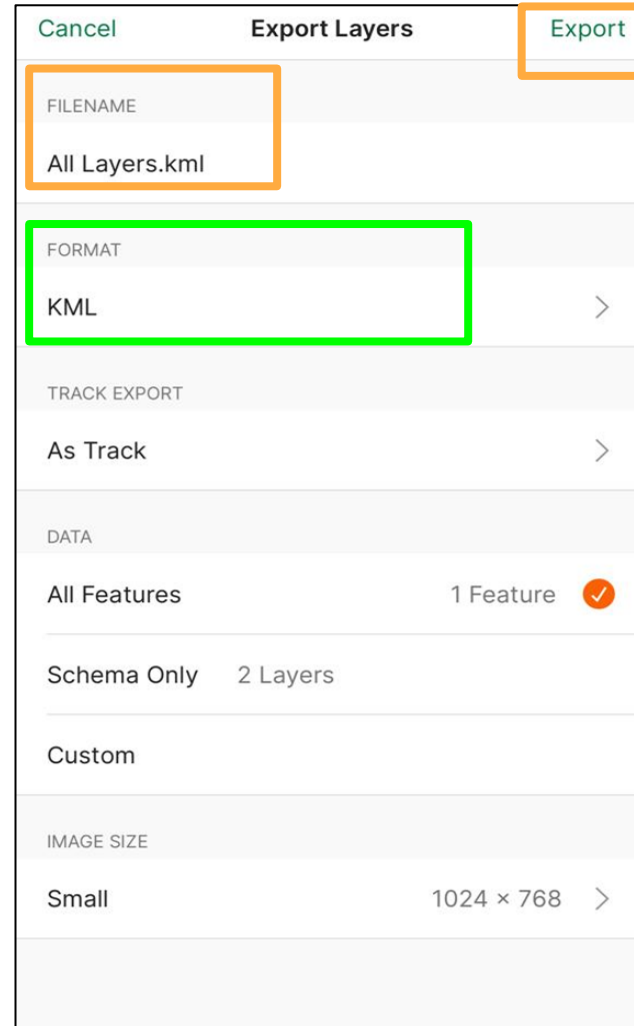 Cancel Export Layers Export
FILENAME
All Layers.kml
FORMAT
KML
TRACK EXPORT
As Track
DATA
All Features 1 Feature
Schema Only 2 Layers
Custom
IMAGE SIZE
Small 1024 × 768